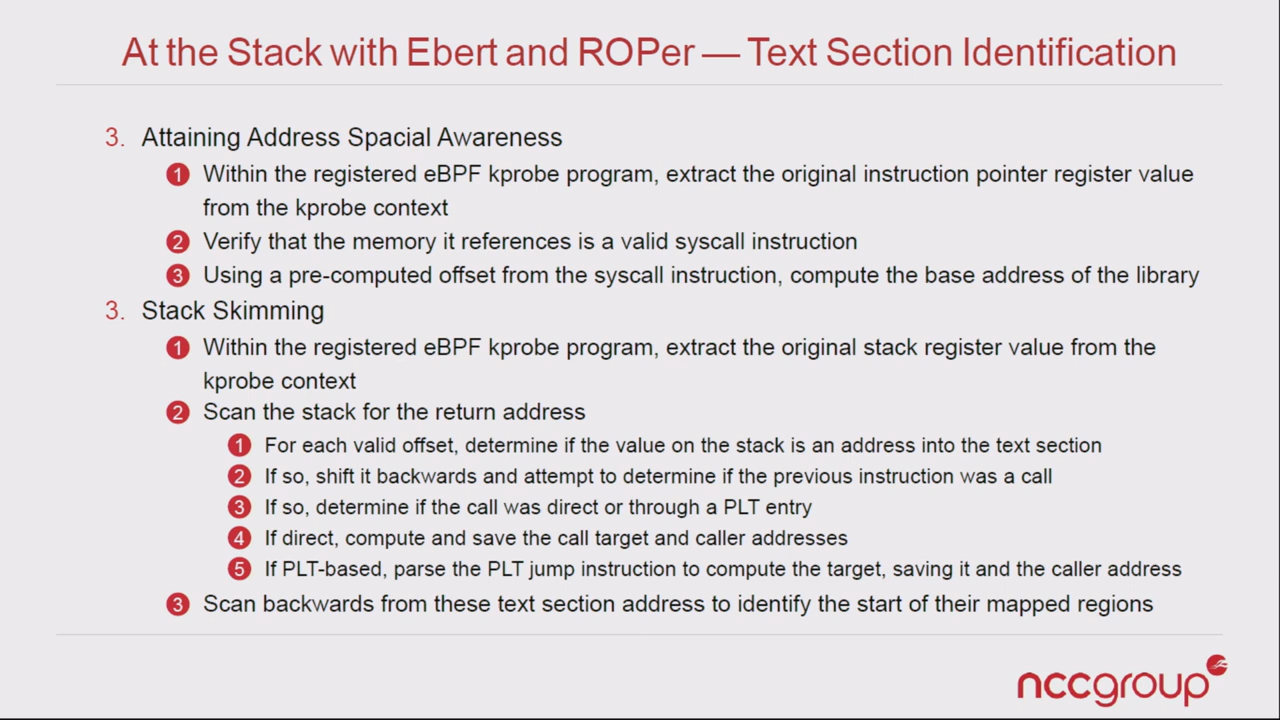 At the Stack with Ebert and ROPer — Text Section Identification
3. Attaining Address Spacial Awareness
1 Within the registered eBPF kprobe program, extract the original instruction pointer register value
from the kprobe context
2 Verify that the memory it references is a valid syscall instruction
3 Using a pre-computed offset from the syscall instruction, compute the base address of the library
3. Stack Skimming
1 Within the registered eBPF kprobe program, extract the original stack register value from the
kprobe context
2 Scan the stack for the return address
1 For each valid offset, determine if the value on the stack is an address into the text section
2 If so, shift it backwards and attempt to determine if the previous instruction was a call
3 If so, determine if the call was direct or through a PLT entry
4 If direct, compute and save the call target and caller addresses
5 If PLT-based, parse the PLT jump instruction to compute the target, saving it and the caller address
3 Scan backwards from these text section address to identify the start of their mapped regions
nccgroup